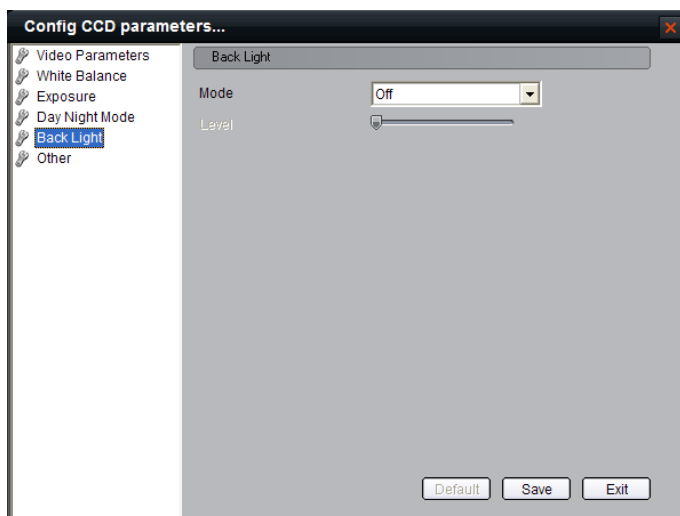 Config CCD parameters...
Video Parameters
White Balance
Exposure
Day Night Mode
Back Light
Other
Back Light
Mode
Off
Level
Default
Save
Exit